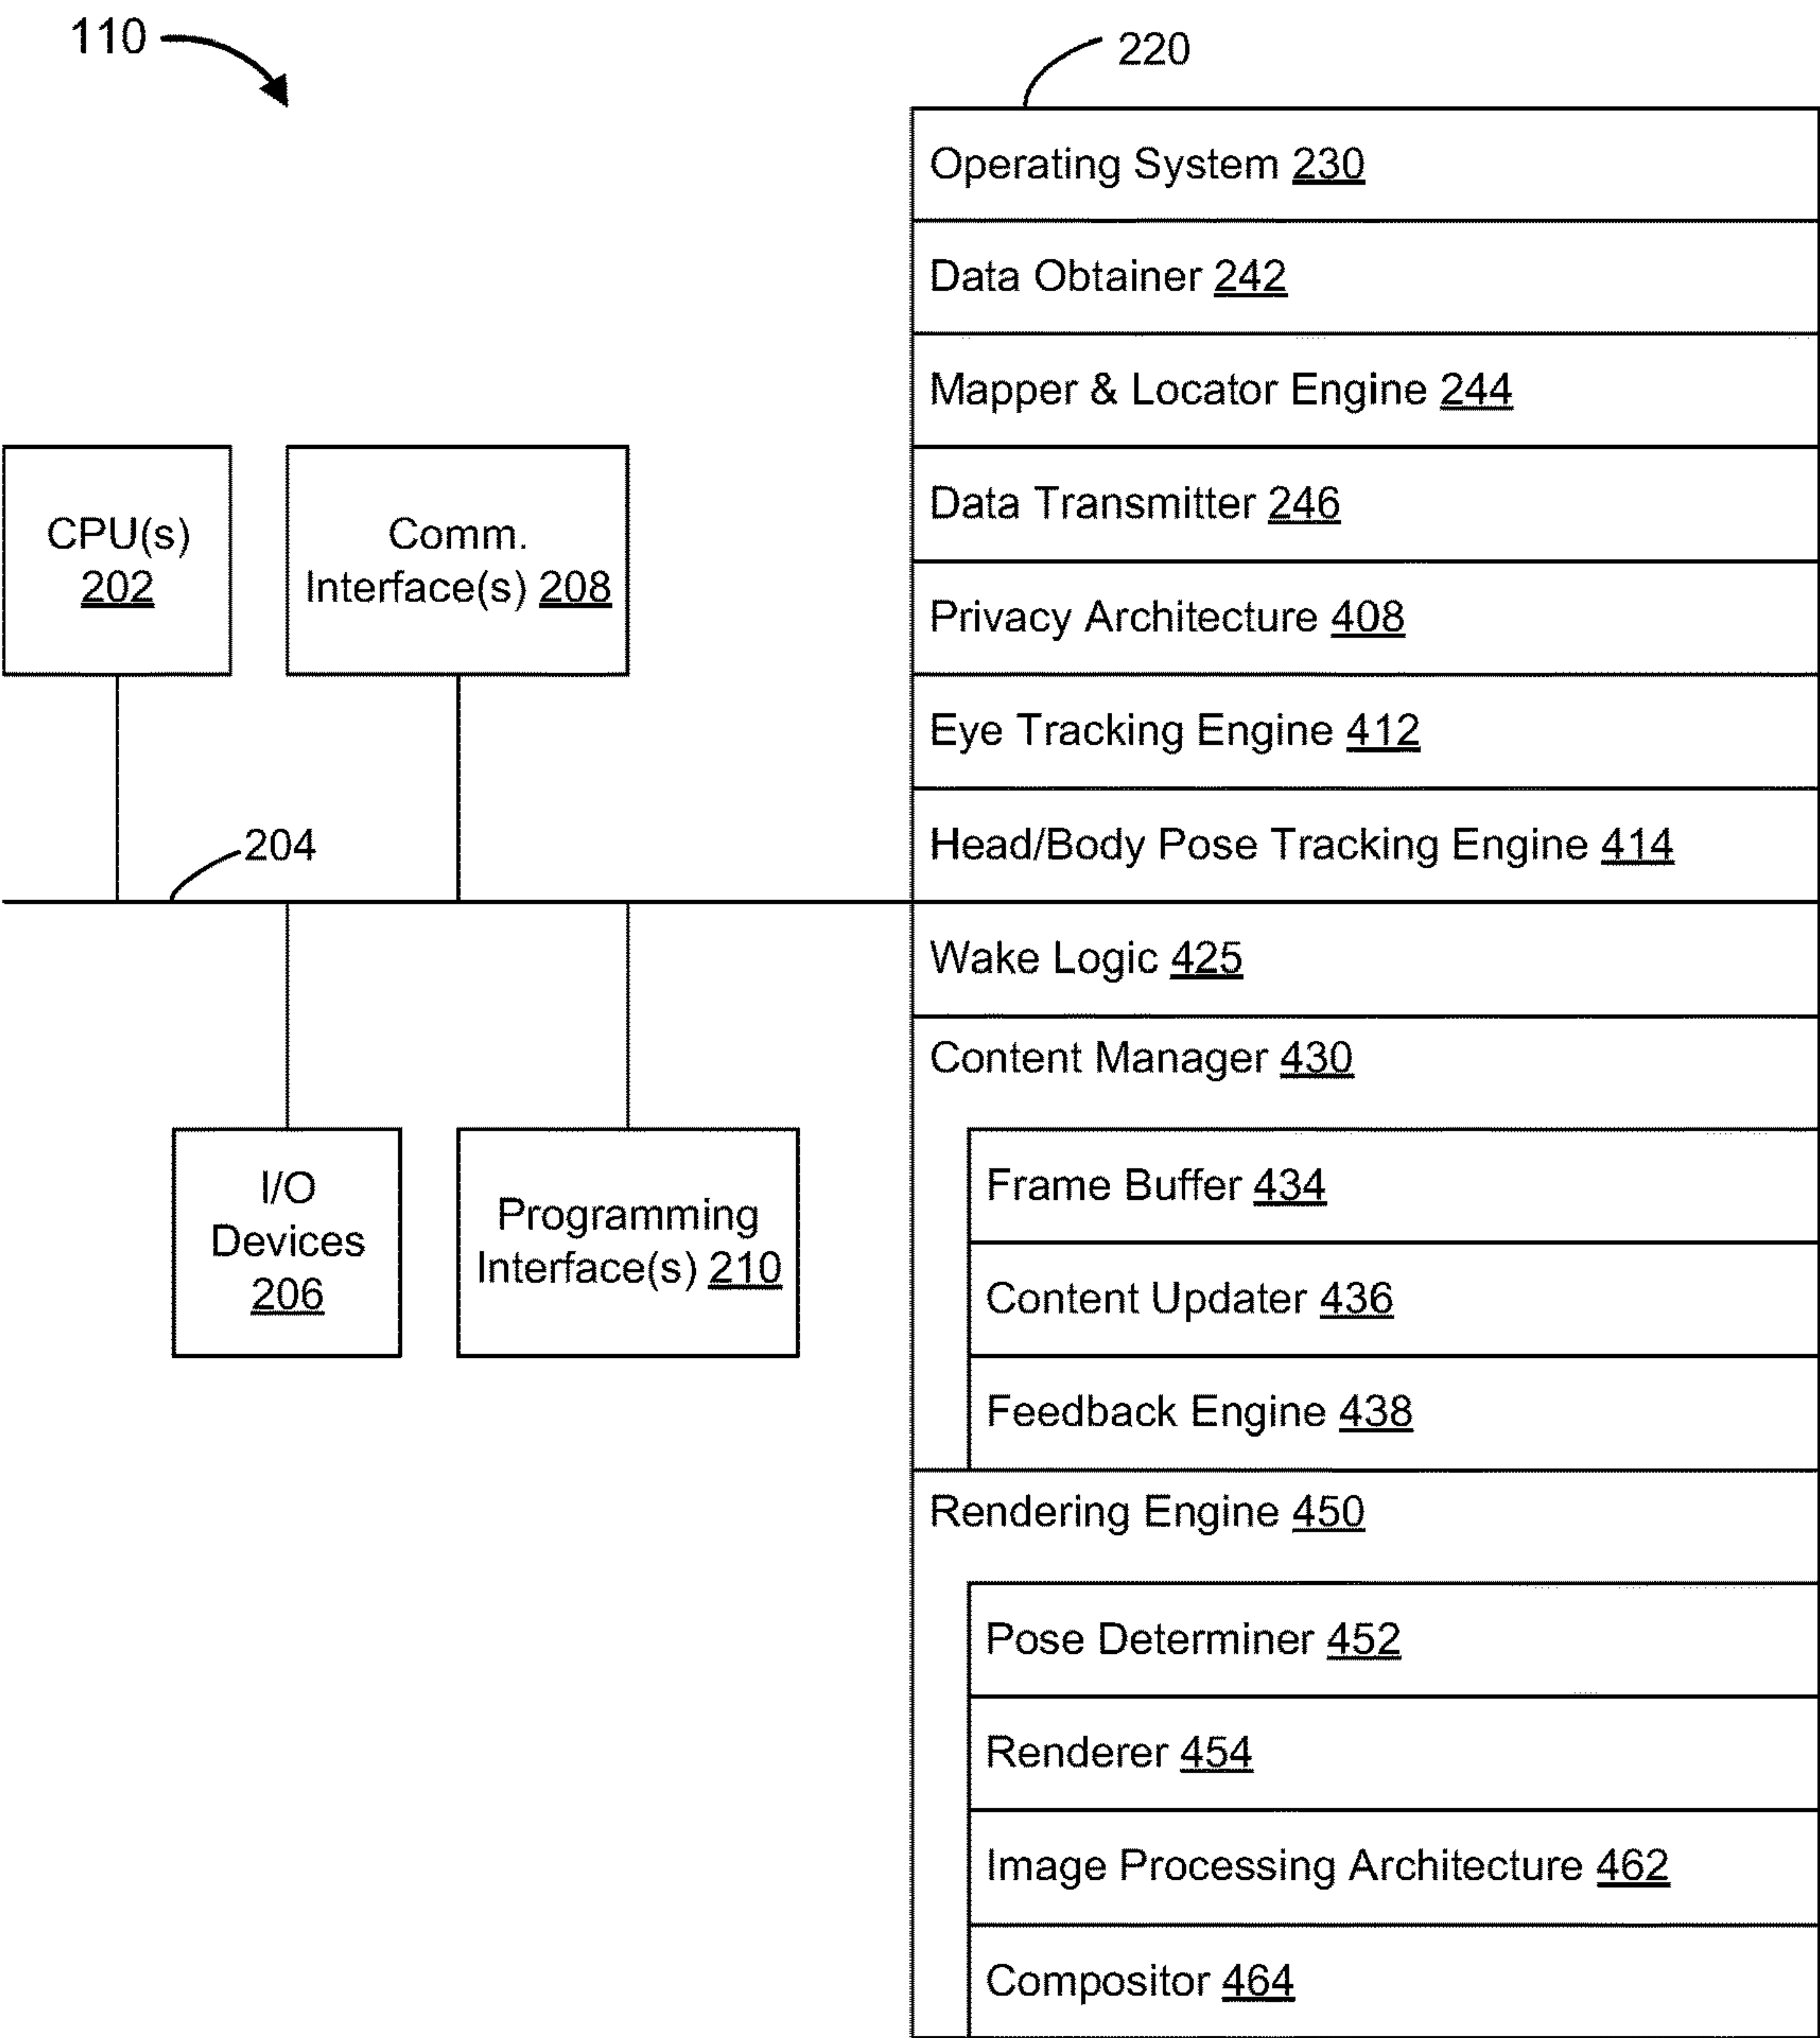 110
220
Operating System 230
Data Obtainer 242
Mapper & Locator Engine 244
Data Transmitter 246
Privacy Architecture 408
Eye Tracking Engine 412
Head/Body Pose Tracking Engine 414
CPU(s)
202
Comm.
Interface(s) 208
204
Wake Logic 425
Content Manager 430
Frame Buffer 434
Content Updater 436
Feedback Engine 438
I/O
Devices
206
Programming
Interface(s) 210
Rendering Engine 450
Pose Determiner 452
Renderer 454
Image Processing Architecture 462
Compositor 464